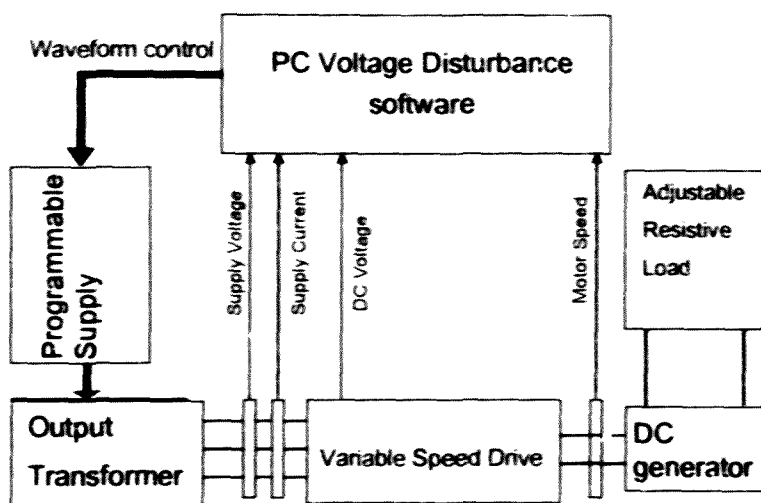 Waveform control
PC Voltage Disturbance
software
Programmable
Supply
Supply Voltage
Supply Current
DC Voltage
Motor Speed
Adjustable
Resistive
Load
Output
Transformer
Variable Speed Drive
DC
generator